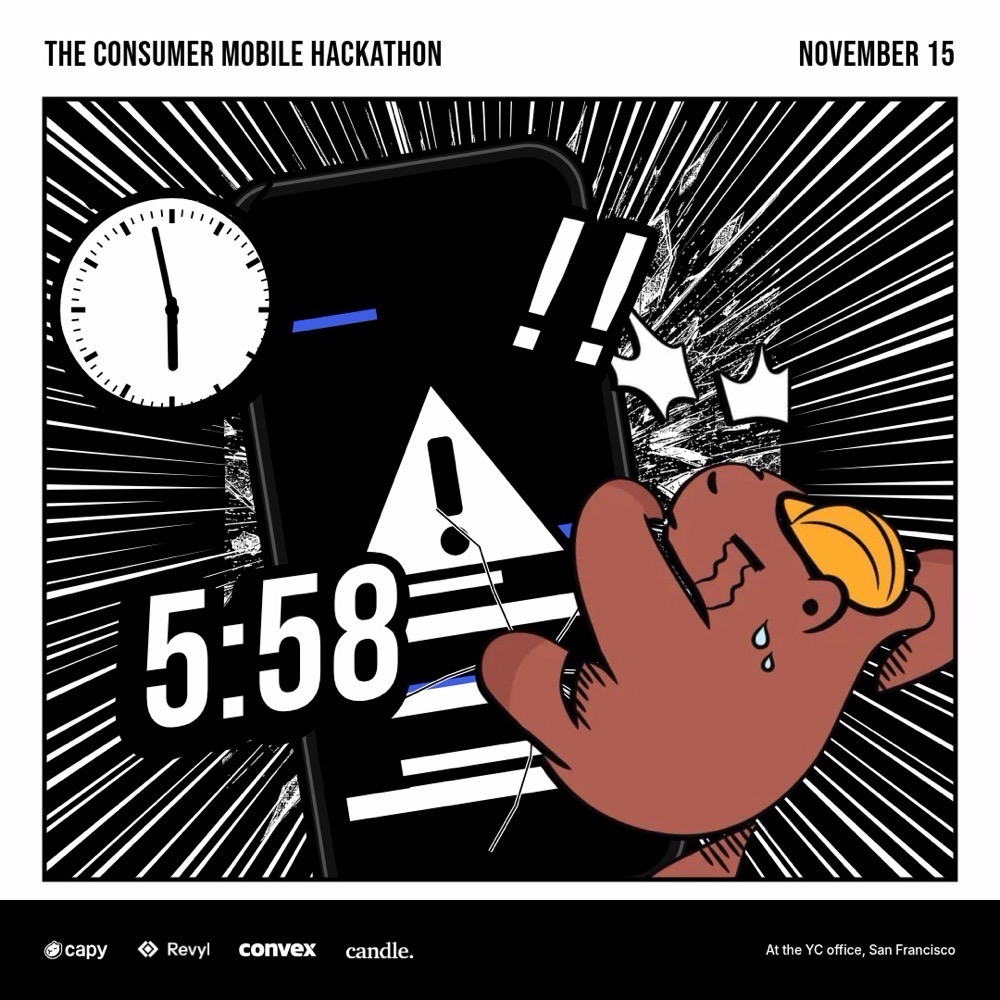 THE CONSUMER MOBILE HACKATHON
NOVEMBER 15
!!
!
5:58
capy
Revyl
convex
candle.
At the YC office, San Francisco